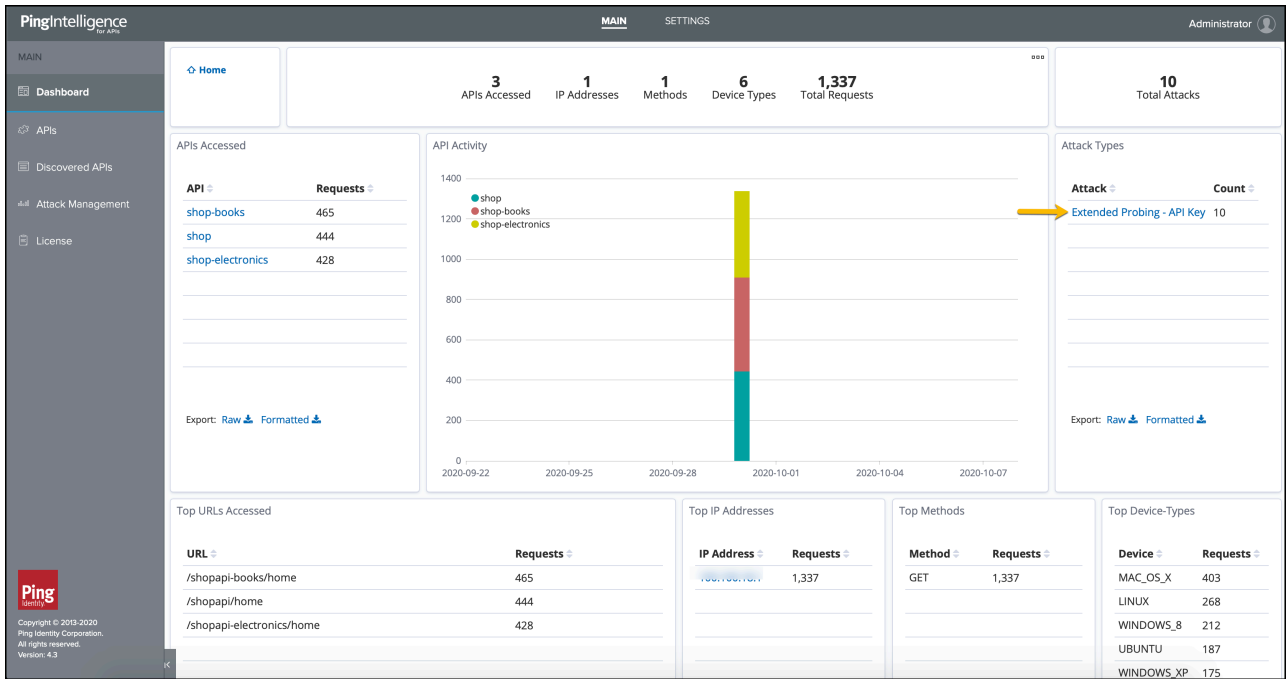 PingIntelligence
for APIs
MAIN
SETTINGS
Administrator
MAIN
Dashboard
APIs
Discovered APIs
Attack Management
License
Ping
Identity
Copyright © 2013-2020
Ping Identity Corporation.
All rights reserved.
Version: 4.3
Home
3 1 1 6 1,337
APIs Accessed IP Addresses Methods Device Types Total Requests
10
Total Attacks
APIs Accessed
API Requests
shop-books 465
shop 444
shop-electronics 428
Export: Raw Formatted
API Activity
1400
1200
1000
800
600
400
200
0
shop
shop-books
shop-electronics
2020-09-22 2020-09-25 2020-09-28 2020-10-01 2020-10-04 2020-10-07
Attack Types
Attack Count
Extended Probing - API Key 10
Export: Raw Formatted
Top URLs Accessed
URL Requests
/shopapi-books/home 465
/shopapi/home 444
/shopapi-electronics/home 428
Top IP Addresses
IP Address Requests
1,337
Top Methods
Method Requests
GET 1,337
Top Device-Types
Device Requests
MAC_OS_X 403
LINUX 268
WINDOWS_8 212
UBUNTU 187
WINDOWS_XP 175